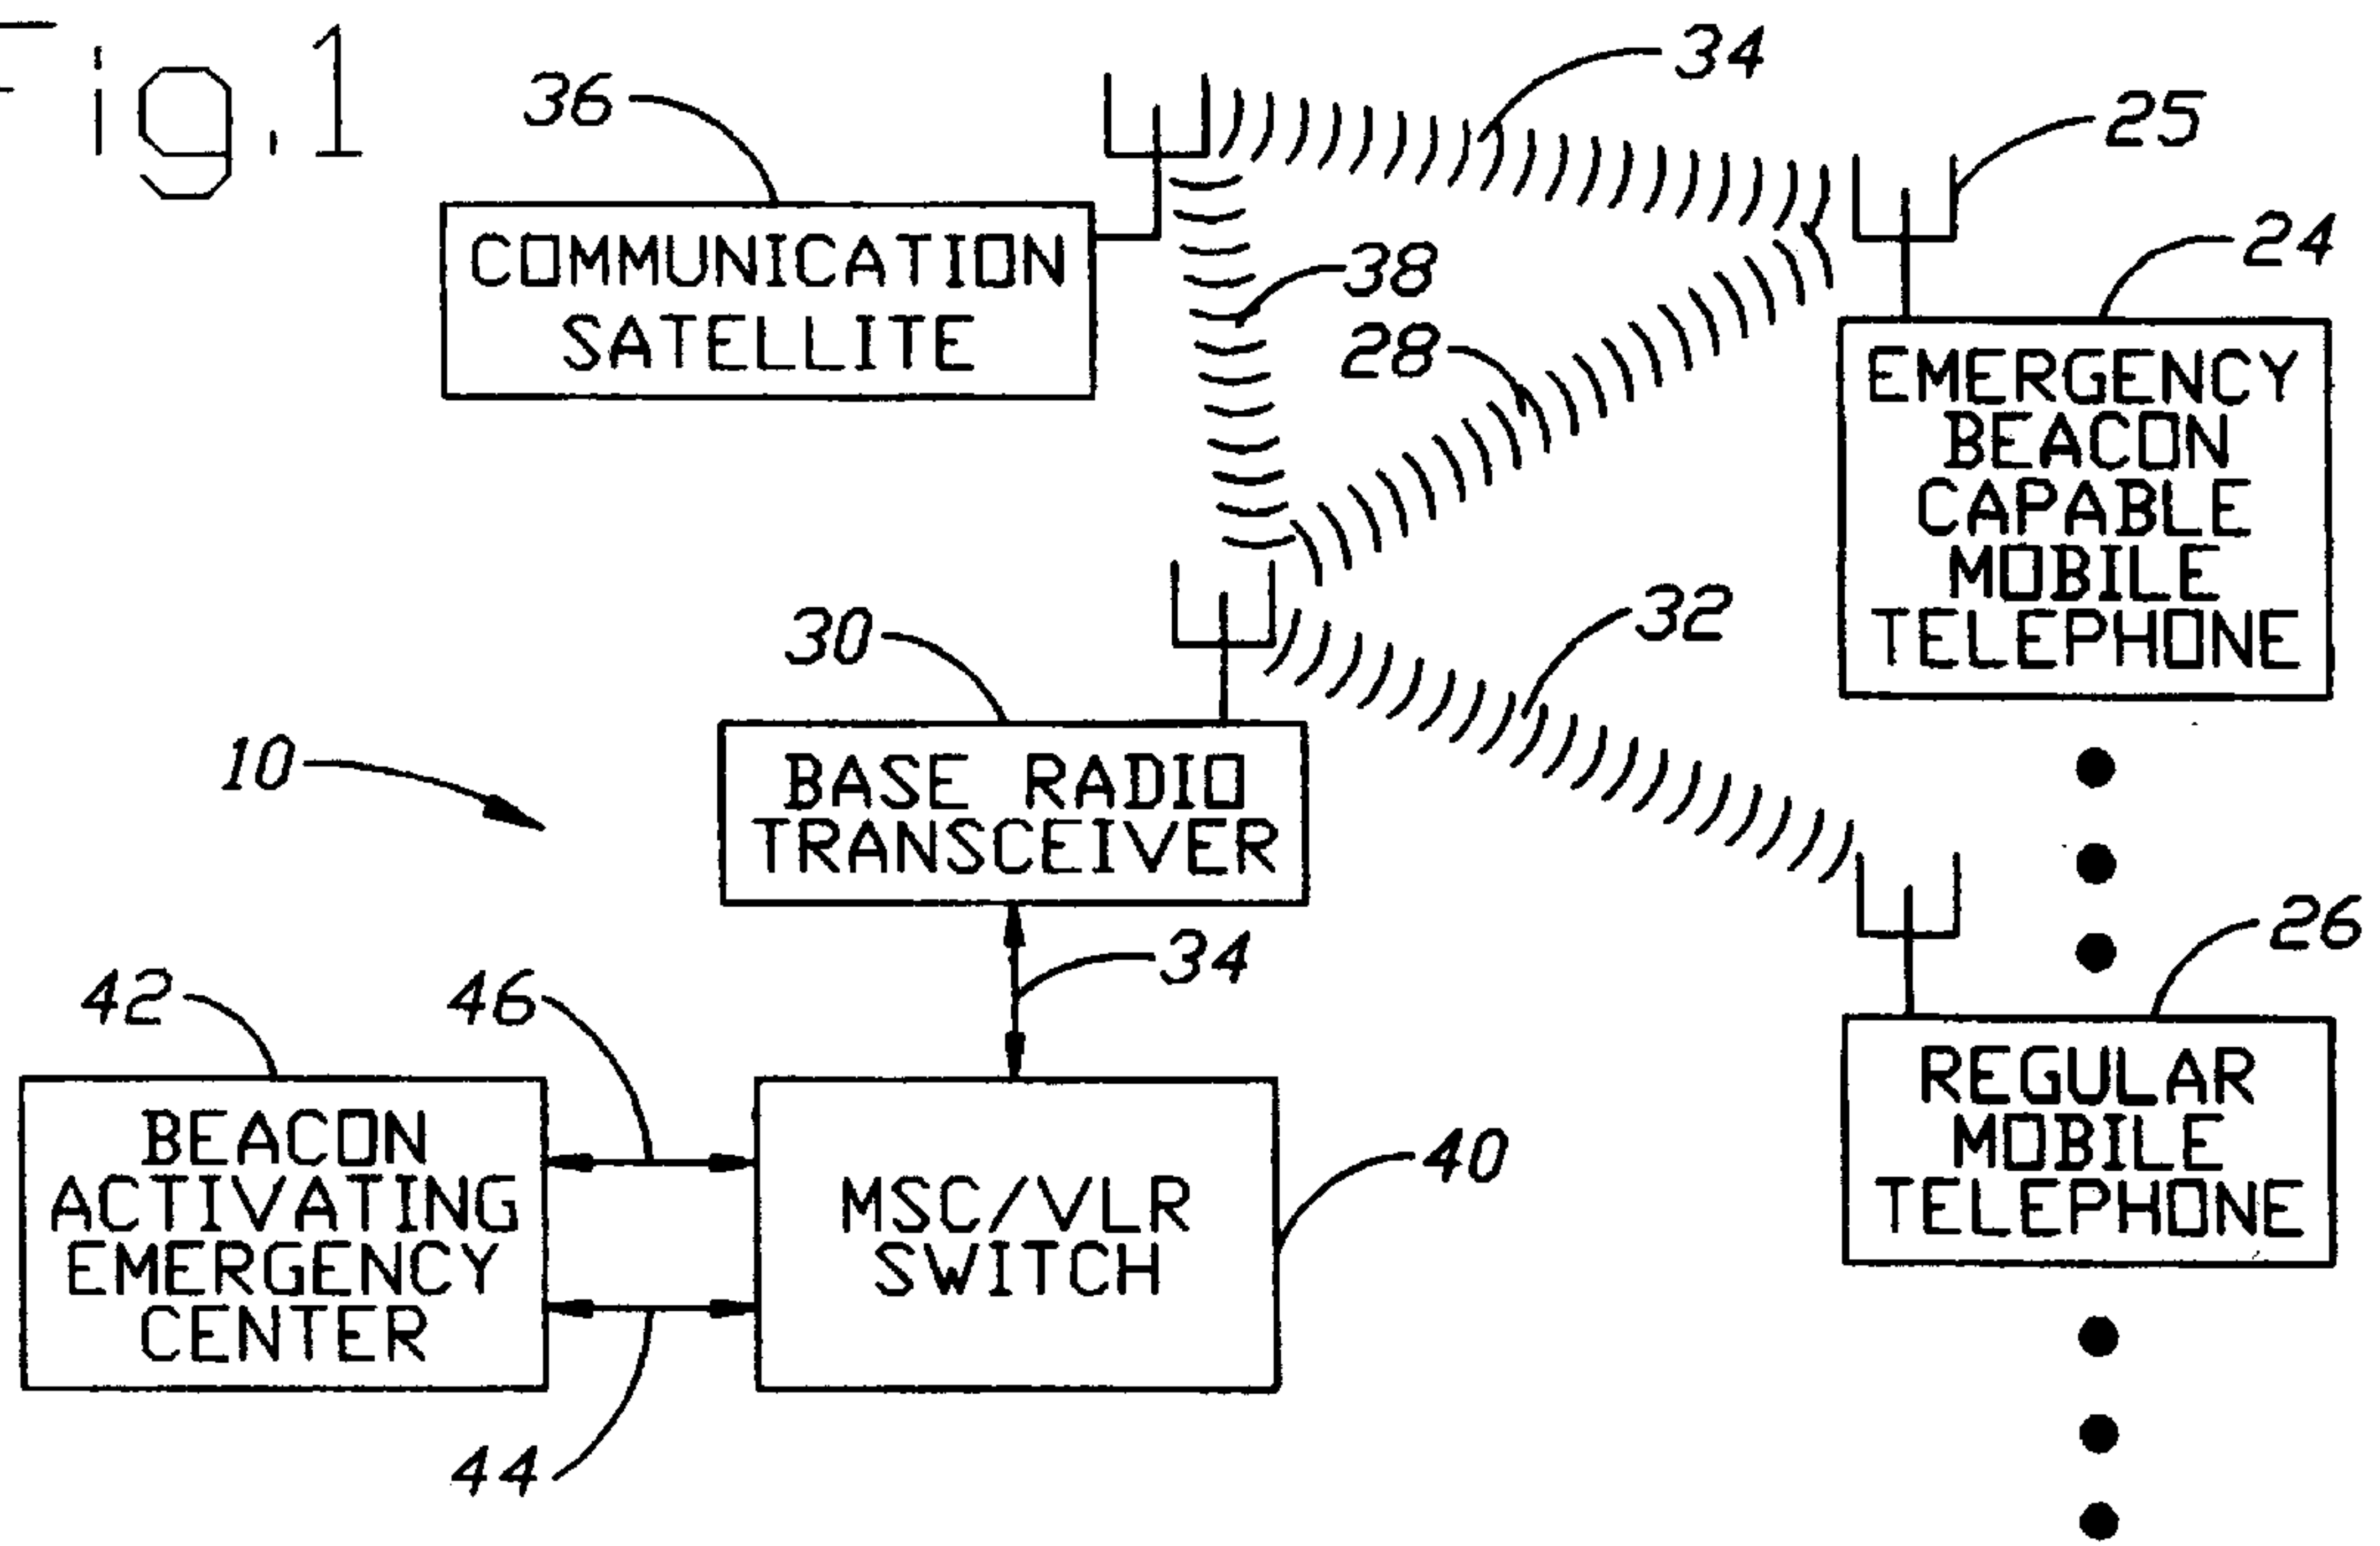 Fig.1
34
36
25
24
COMMUNICATION
SATELLITE
38
28
EMERGENCY
BEACON
CAPABLE
MOBILE
TELEPHONE
30
32
10
BASE RADIO
TRANSCEIVER
34
26
42
46
REGULAR
MOBILE
TELEPHONE
BEACON
ACTIVATING
EMERGENCY
CENTER
MSC/VLR
SWITCH
40
44